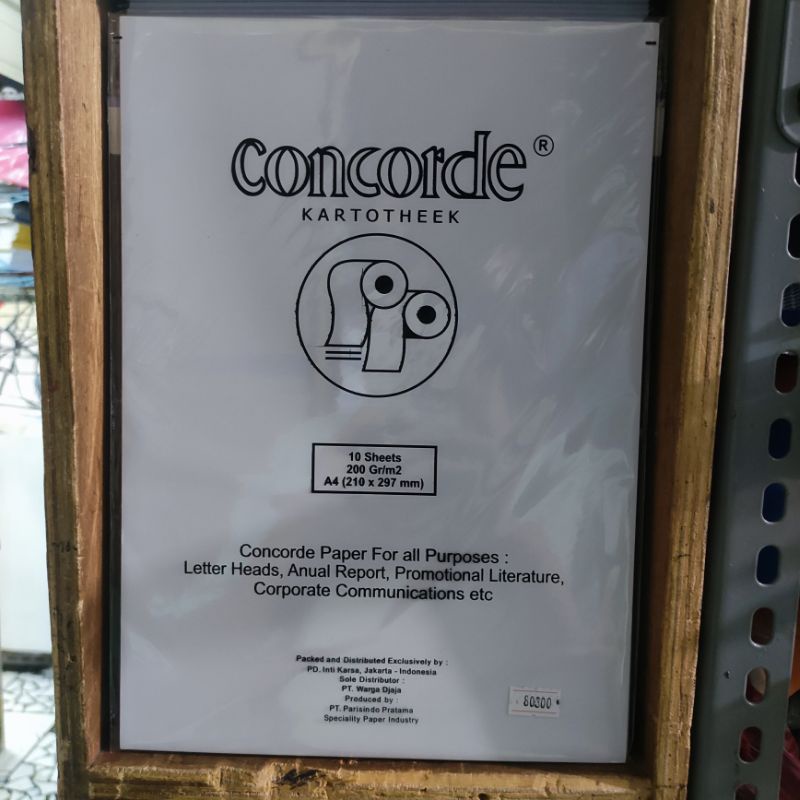 concorde ®
KARTOTHEEK
10 Sheets
200 Gr/m2
A4 (210 x 297 mm)
Concorde Paper For all Purposes :
Letter Heads, Anual Report, Promotional Literature,
Corporate Communications etc
Packed and Distributed Exclusively by :
PD. Inti Karsa, Jakarta - Indonesia
Sole Distributor :
PT. Warga Djaja
Produced by :
PT. Parisindo Pratama
Speciality Paper Industry
80300